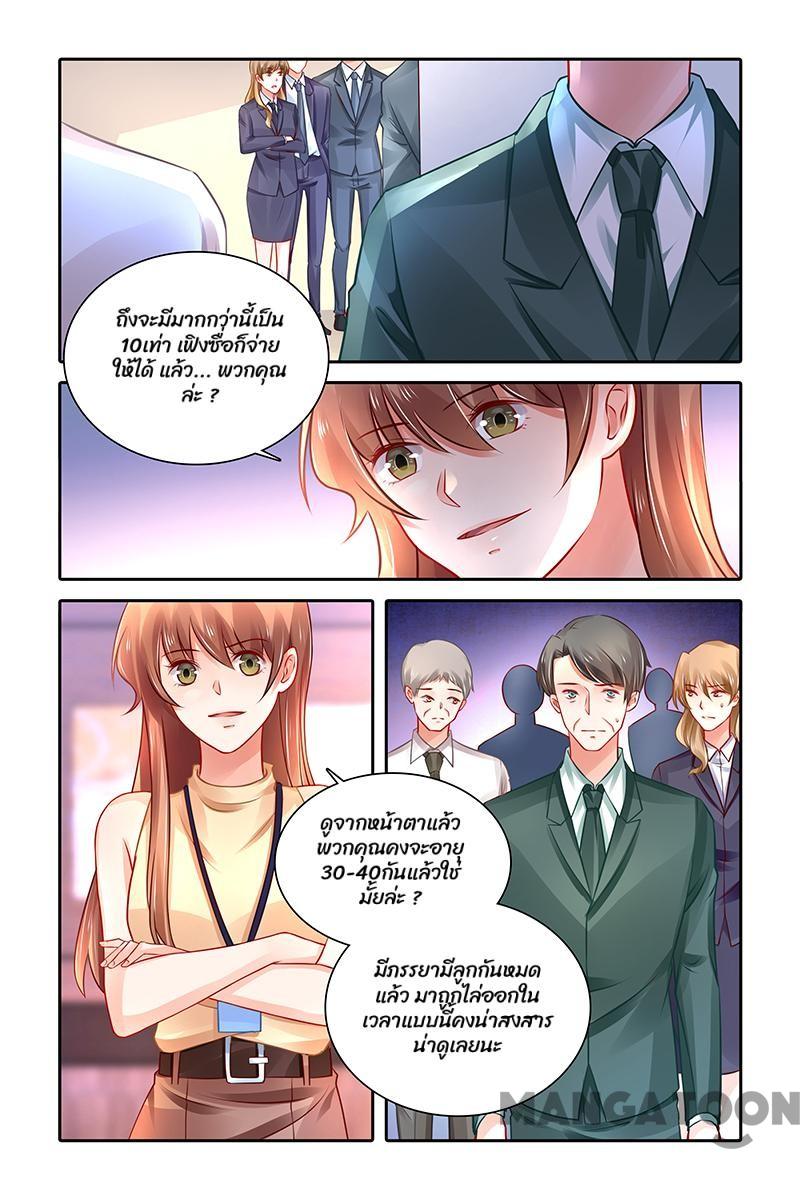 ถึงจะมีมากกว่านี้เป็น
10เท่า เฟิงซื่อก็จ่าย
ให้ได้ แล้ว... พวกคุณ
ล่ะ ?
ดูจากหน้าตาแล้ว
พวกคุณคงจะอายุ
30-40กันแล้วใช่
มั้ยล่ะ ?
มีภรรยามีลูกกันหมด
แล้ว มาถูกไล่ออกใน
เวลาแบบนี้คงน่าสงสาร
น่าดูเลยนะ
MANGATOON